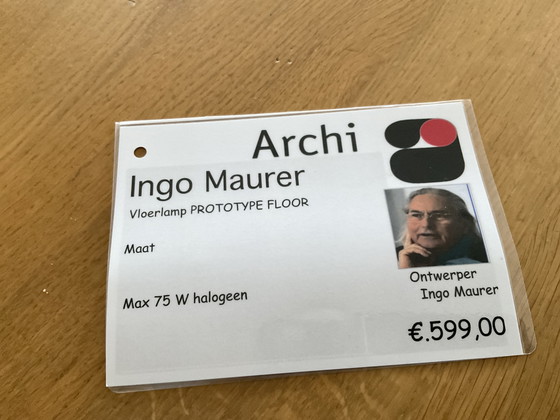 Archi
Ingo Maurer
Vloerlamp PROTOTYPE FLOOR
Maat
Max 75 W halogeen
Ontwerper
Ingo Maurer
€.599,00